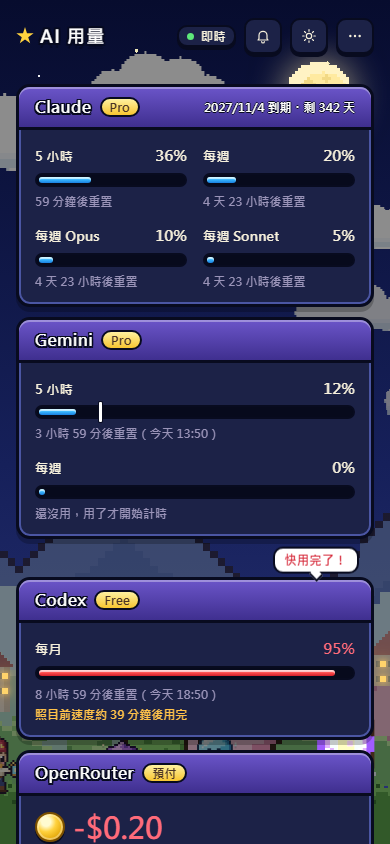 AI 用量
即時
Claude Pro 2027/11/4 到期・剩 342 天
5 小時 36%
59 分鐘後重置
每週 20%
4 天 23 小時後重置
每週 Opus 10%
4 天 23 小時後重置
每週 Sonnet 5%
4 天 23 小時後重置
Gemini Pro
5 小時 12%
3 小時 59 分後重置 ( 今天 13:50 )
每週 0%
還沒用，用了才開始計時
快用完了！
Codex Free
每月 95%
8 小時 59 分後重置 ( 今天 18:50 )
照目前速度約 39 分鐘後用完
OpenRouter 預付
-$0.20